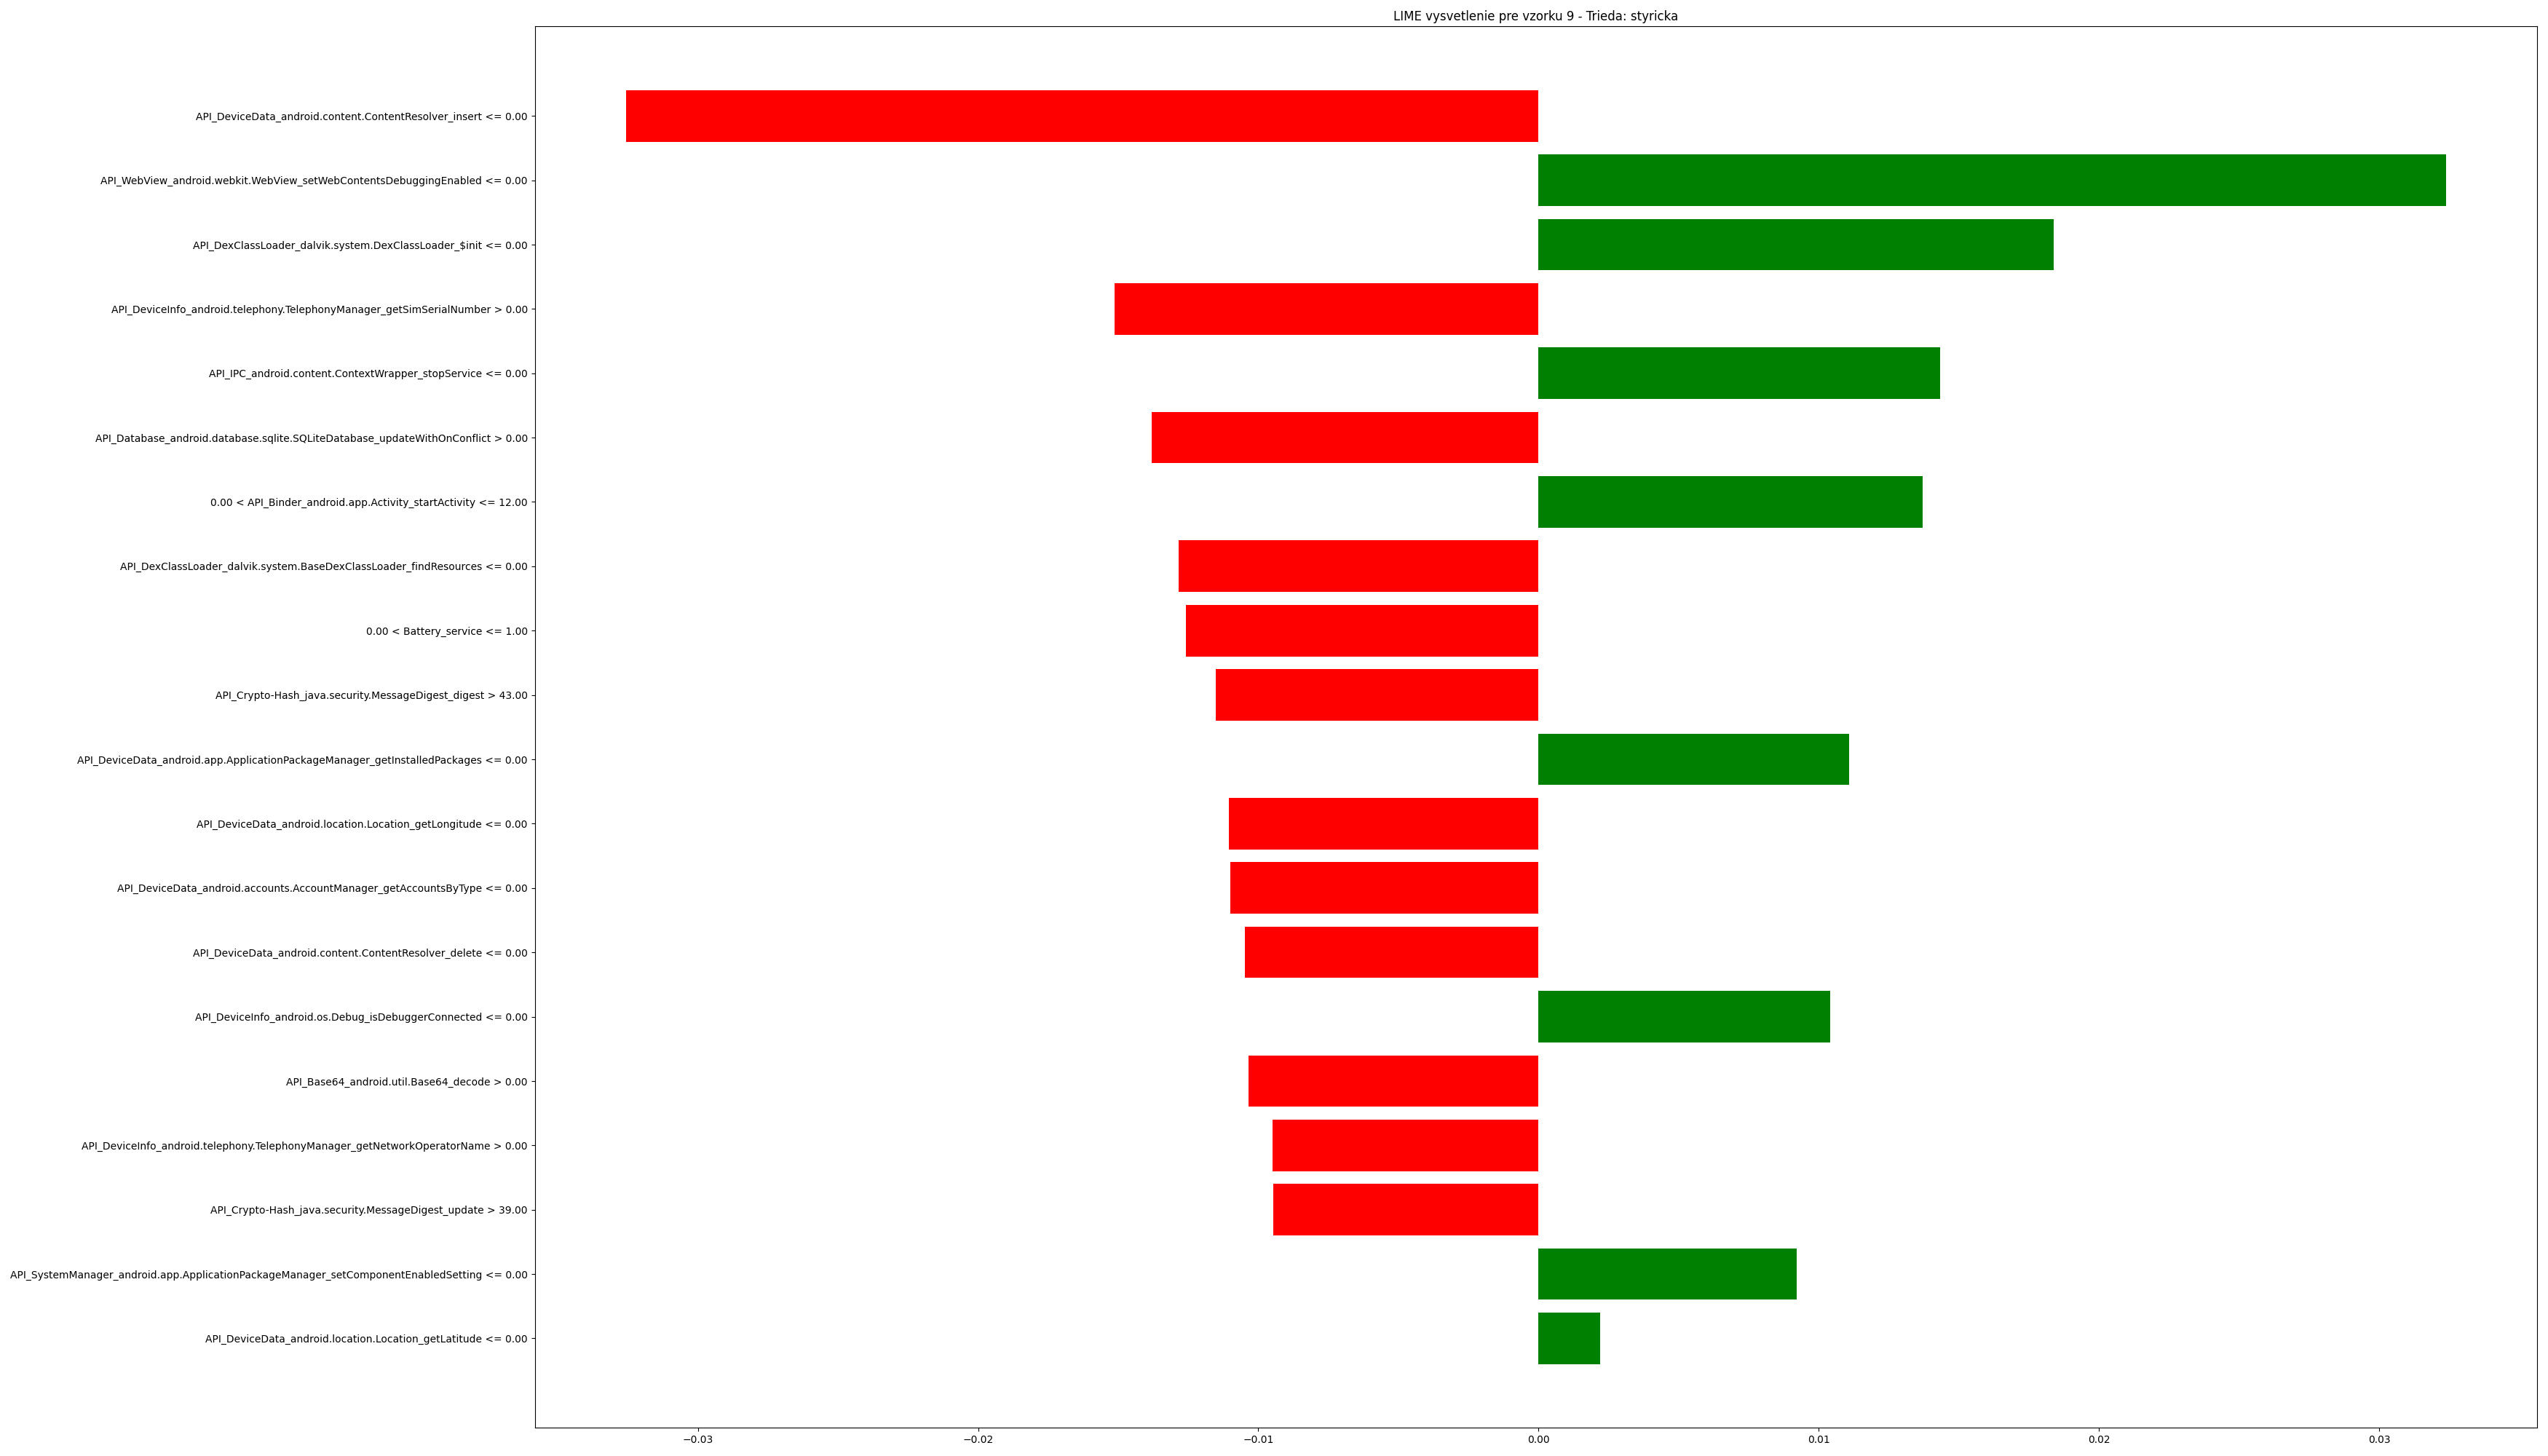 LIME vysvetlenie pre vzorku 9 - Trieda: styricka
API_DeviceData_android.content.ContentResolver_insert <= 0.00
API_WebView_android.webkit.WebView_setWebContentsDebuggingEnabled <= 0.00
API_DexClassLoader_dalvik.system.DexClassLoader_$init <= 0.00
API_DeviceInfo_android.telephony.TelephonyManager_getSimSerialNumber > 0.00
API_IPC_android.content.ContextWrapper_stopService <= 0.00
API_Database_android.database.sqlite.SQLiteDatabase_updateWithOnConflict > 0.00
0.00 < API_Binder_android.app.Activity_startActivity <= 12.00
API_DexClassLoader_dalvik.system.BaseDexClassLoader_findResources <= 0.00
0.00 < Battery_service <= 1.00
API_Crypto-Hash_java.security.MessageDigest_digest > 43.00
API_DeviceData_android.app.ApplicationPackageManager_getInstalledPackages <= 0.00
API_DeviceData_android.location.Location_getLongitude <= 0.00
API_DeviceData_android.accounts.AccountManager_getAccountsByType <= 0.00
API_DeviceData_android.content.ContentResolver_delete <= 0.00
API_DeviceInfo_android.os.Debug_isDebuggerConnected <= 0.00
API_Base64_android.util.Base64_decode > 0.00
API_DeviceInfo_android.telephony.TelephonyManager_getNetworkOperatorName > 0.00
API_Crypto-Hash_java.security.MessageDigest_update > 39.00
API_SystemManager_android.app.ApplicationPackageManager_setComponentEnabledSetting <= 0.00
API_DeviceData_android.location.Location_getLatitude <= 0.00
−0.03 −0.02 −0.01 0.00 0.01 0.02 0.03